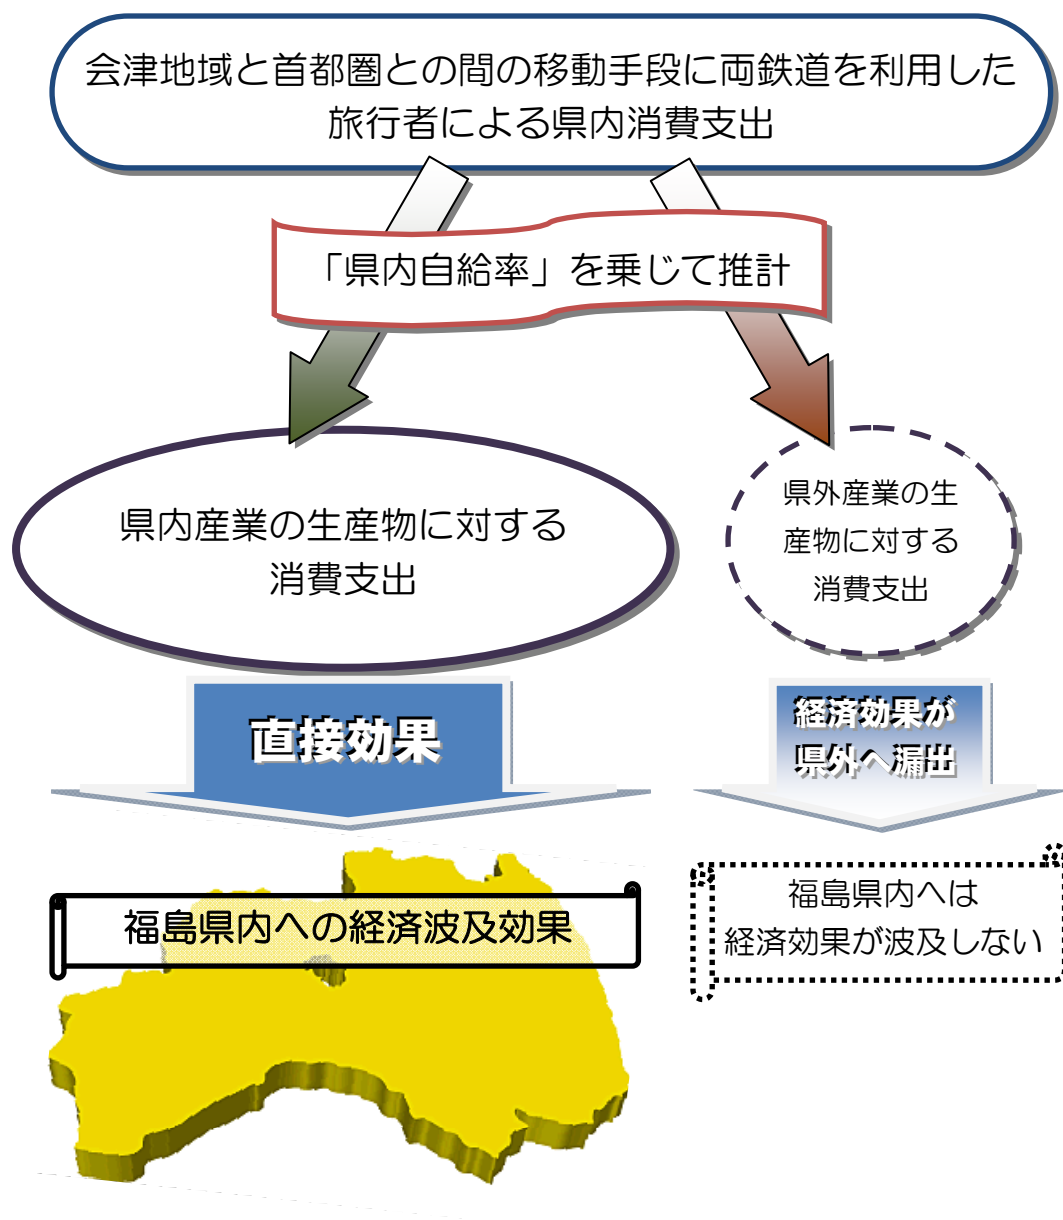 会津地域と首都圏との間の移動手段に両鉄道を利用した
旅行者による県内消費支出
「県内自給率」を乗じて推計
県内産業の生産物に対する
消費支出
県外産業の生
産物に対する
消費支出
直接効果
経済効果が
県外へ漏出
福島県内への経済波及効果
福島県内へは
経済効果が波及しない